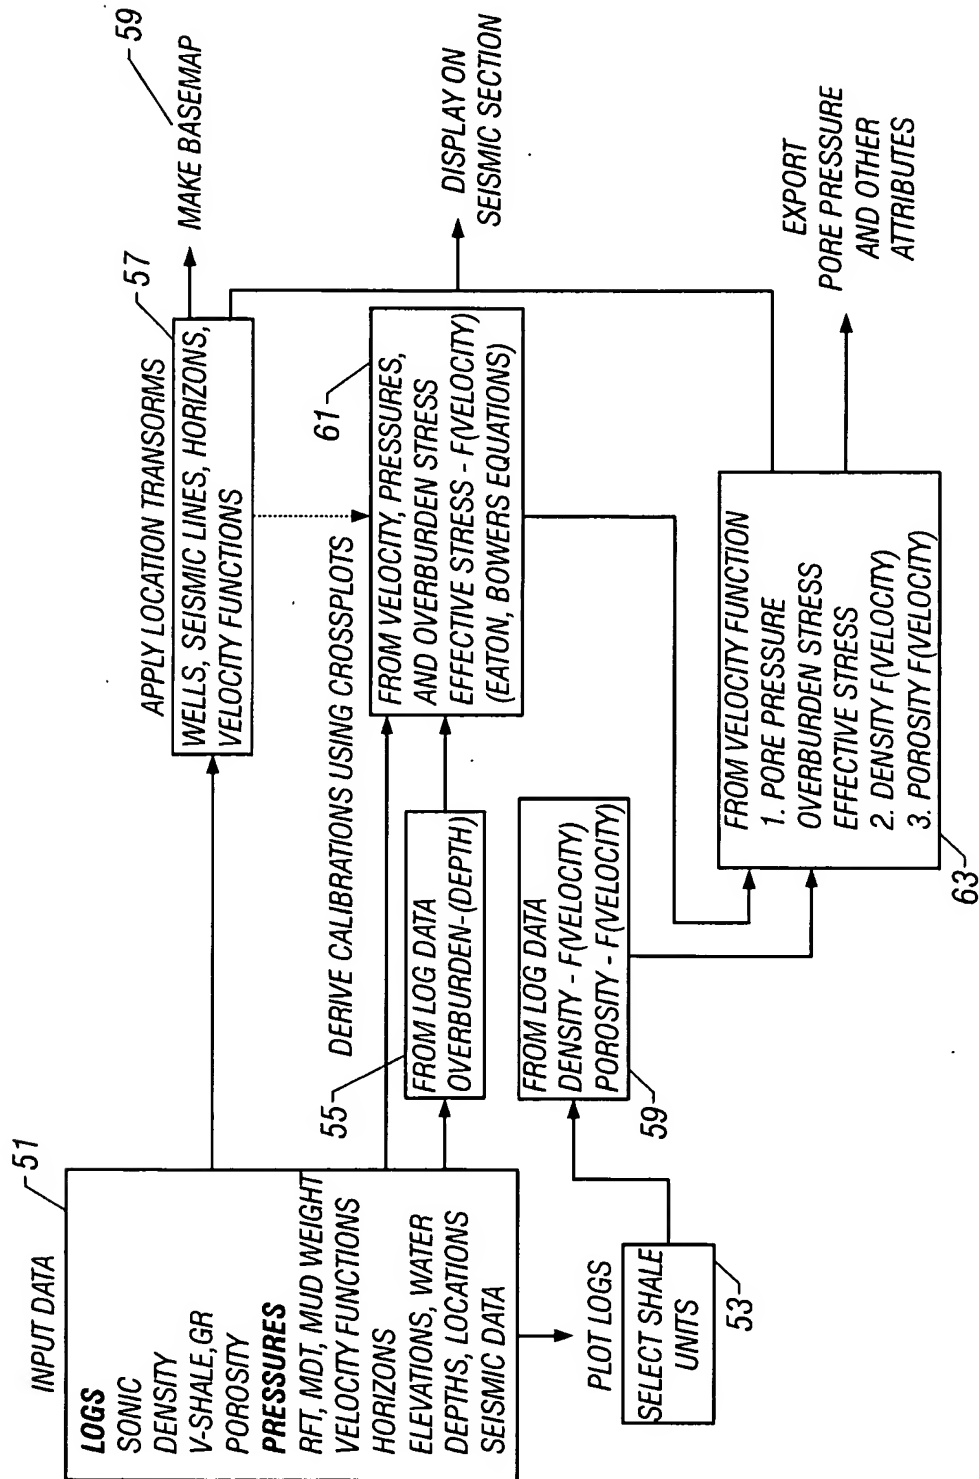 INPUT DATA
51
LOGS
SONIC
DENSITY
V-SHALE,GR
POROSITY
PRESSURES
RFT, MDT, MUD WEIGHT
VELOCITY FUNCTIONS
HORIZONS
ELEVATIONS, WATER
DEPTHS, LOCATIONS
SEISMIC DATA
PLOT LOGS
SELECT SHALE
UNITS
53
55
FROM LOG DATA
OVERBURDEN-(DEPTH)
FROM LOG DATA
DENSITY - F(VELOCITY)
POROSITY - F(VELOCITY)
59
DERIVE CALIBRATIONS USING CROSSPLOTS
APPLY LOCATION TRANSORMS
57
WELLS, SEISMIC LINES, HORIZONS,
VELOCITY FUNCTIONS
61
FROM VELOCITY, PRESSURES,
AND OVERBURDEN STRESS
EFFECTIVE STRESS - F(VELOCITY)
(EATON, BOWERS EQUATIONS)
FROM VELOCITY FUNCTION
1. PORE PRESSURE
OVERBURDEN STRESS
EFFECTIVE STRESS
2. DENSITY F(VELOCITY)
3. POROSITY F(VELOCITY)
63
59
MAKE BASEMAP
DISPLAY ON
SEISMIC SECTION
EXPORT
PORE PRESSURE
AND OTHER
ATTRIBUTES